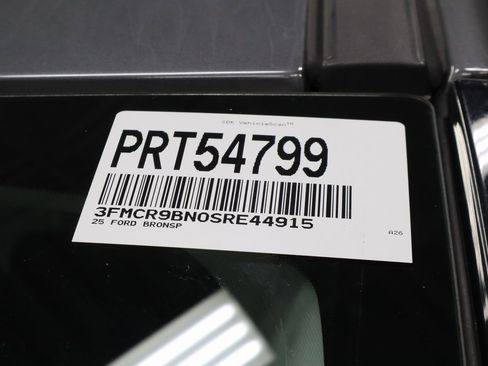 CDK VehicleScan™
PRT54799
3FMCR9BN0SRE44915
25 FORD BRONSP
A26